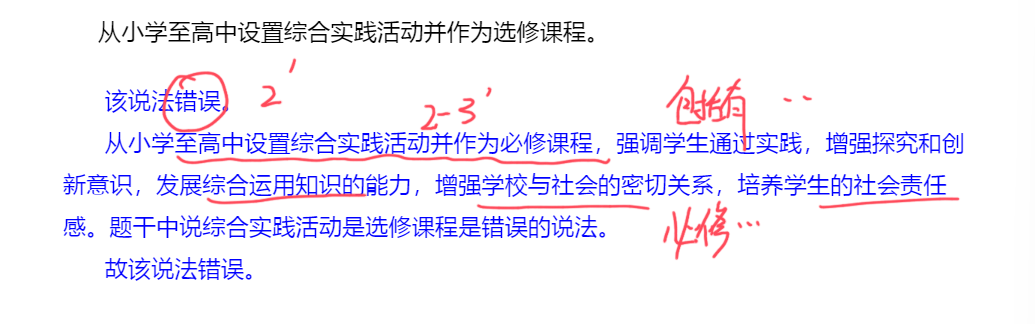 从小学至高中设置综合实践活动并作为选修课程。
该说法错误。 2'
2-3' 包括有 ..
从小学至高中设置综合实践活动并作为必修课程，强调学生通过实践，增强探究和创
新意识，发展综合运用知识的能力，增强学校与社会的密切关系，培养学生的社会责任
感。题干中说综合实践活动是选修课程是错误的说法。 必修...
故该说法错误。